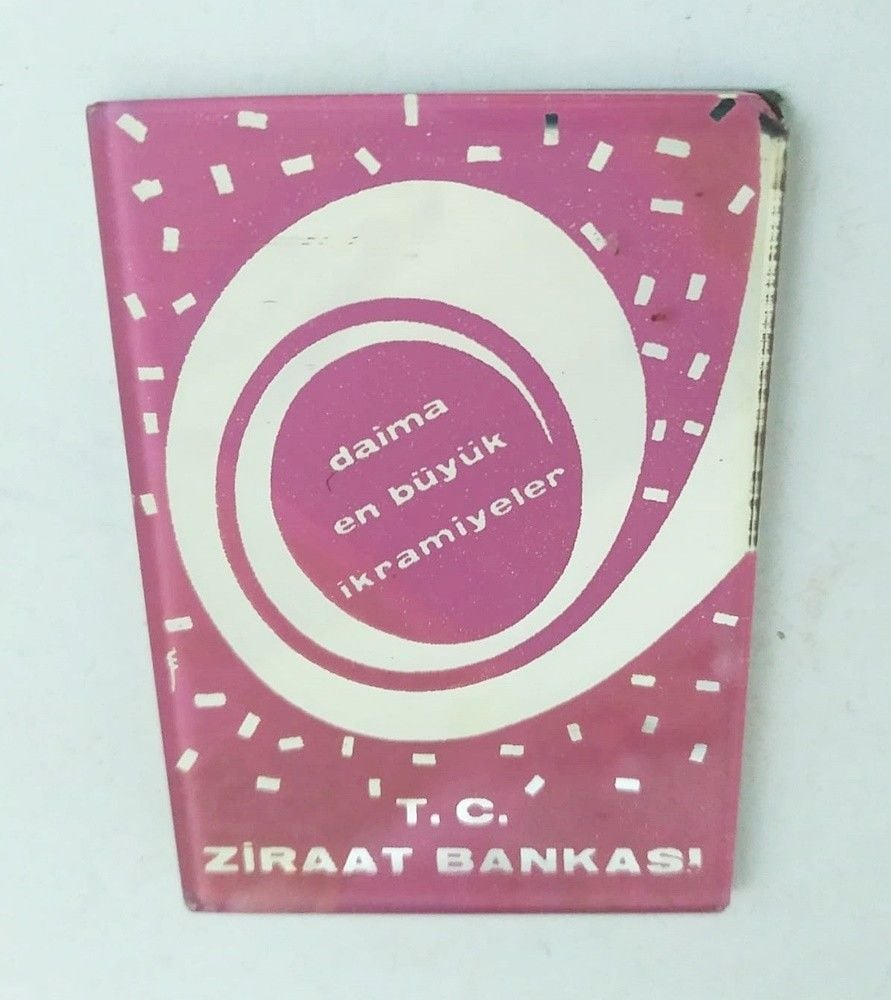 daima
en büyük
ikramiyeler
T. C.
ZİRAAT BANKASI